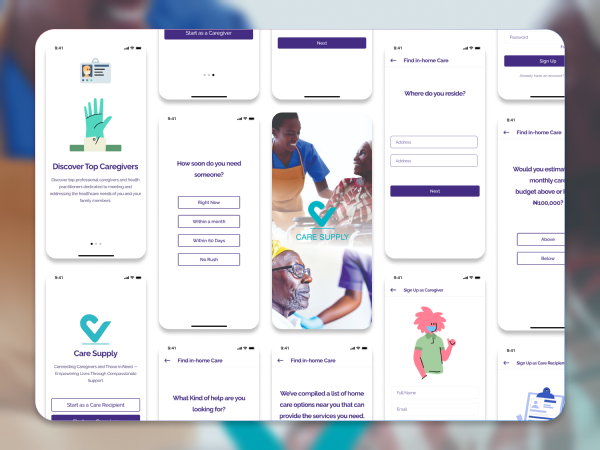 9:41
Discover Top Caregivers
Discover top professional caregivers and health
practitioners dedicated to meeting and
addressing the healthcare needs of you and your
family members.
9:41
Care Supply
Connecting Caregivers and Those in Need —
Empowering Lives Through Compassionate
Support
Start as a Care Recipient
Start as a Caregiver
9:41
How soon do you need
someone?
Right Now
Within a month
Within 60 Days
No Rush
9:41
Find in-home Care
What Kind of help are you
looking for?
Next
CARE SUPPLY
9:41
Find in-home Care
We've compiled a list of home
care options near you that can
provide the services you need.
9:41
Find in-home Care
Where do you reside?
Address
Address
Next
9:41
Sign Up as Caregiver
Full Name
Email
Password
Sign Up
Already have an account?
9:41
Find in-home Care
Would you estima
monthly care
budget above or
₦100,000?
Above
Below
9:41
Sign Up as Care Recipient